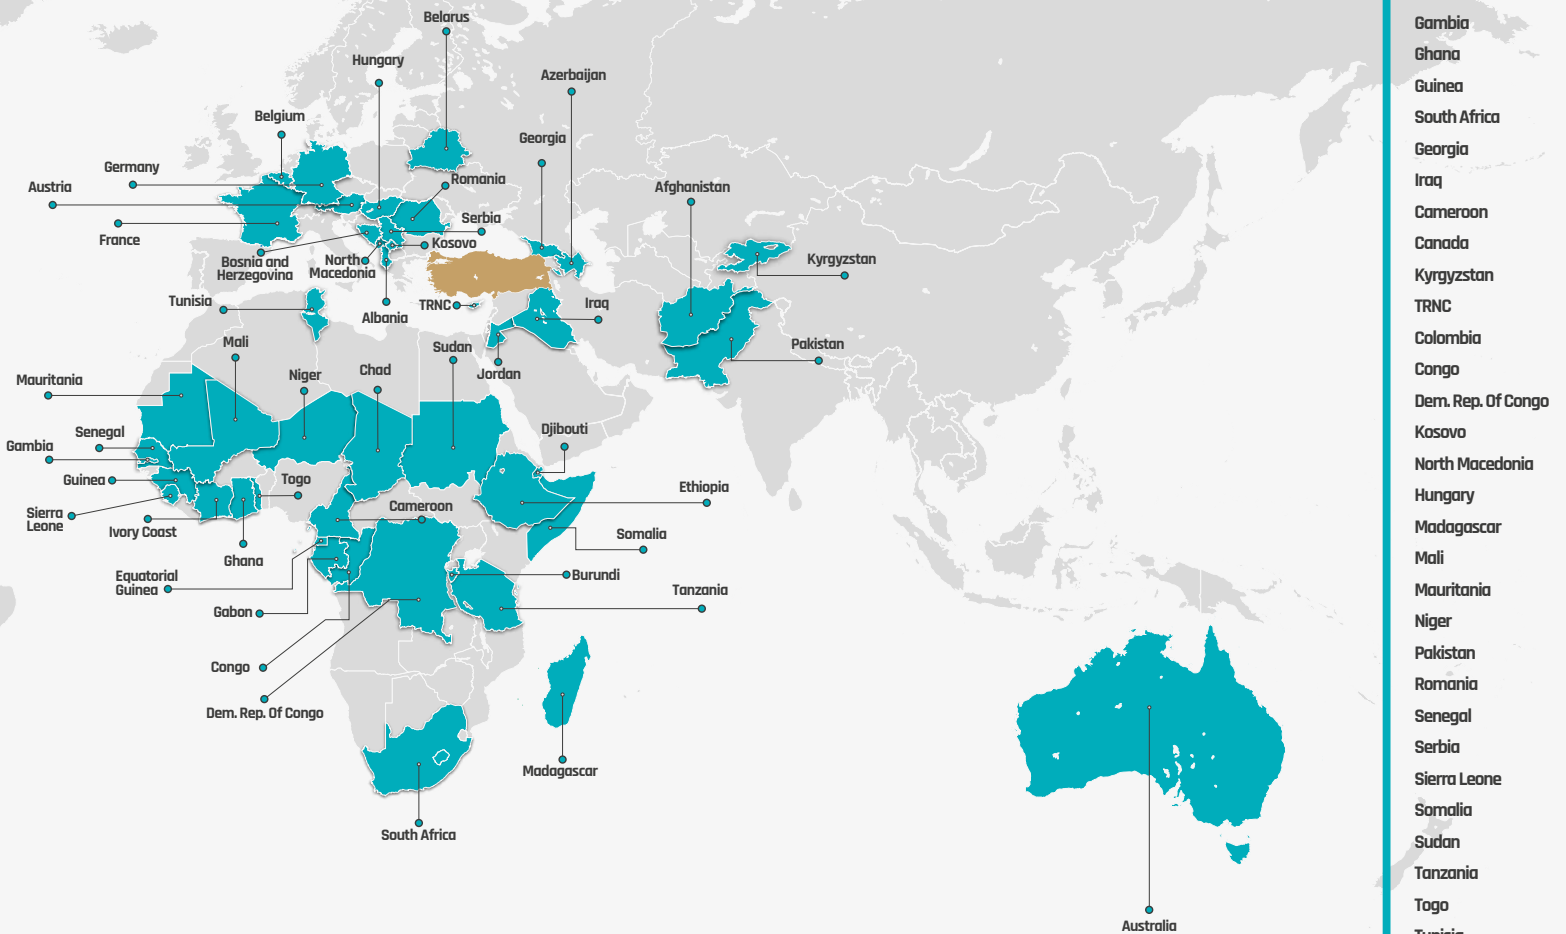 Belarus
Hungary
Azerbaijan
Belgium
Georgia
Germany
Austria
Romania
Afghanistan
Serbia
France
Kosovo
Bosnia and
Herzegovina
North
Macedonia
Kyrgyzstan
Tunisia
TRNC
Iraq
Albania
Mali
Sudan
Pakistan
Jordan
Niger
Chad
Mauritania
Senegal
Djibouti
Gambia
Guinea
Togo
Ethiopia
Sierra
Leone
Cameroon
Ivory Coast
Somalia
Ghana
Equatorial
Guinea
Burundi
Tanzania
Gabon
Congo
Dem. Rep. Of Congo
Madagascar
South Africa
Australia
Gambia
Ghana
Guinea
South Africa
Georgia
Iraq
Cameroon
Canada
Kyrgyzstan
TRNC
Colombia
Congo
Dem. Rep. Of Congo
Kosovo
North Macedonia
Hungary
Madagascar
Mali
Mauritania
Niger
Pakistan
Romania
Senegal
Serbia
Sierra Leone
Somalia
Sudan
Tanzania
Togo